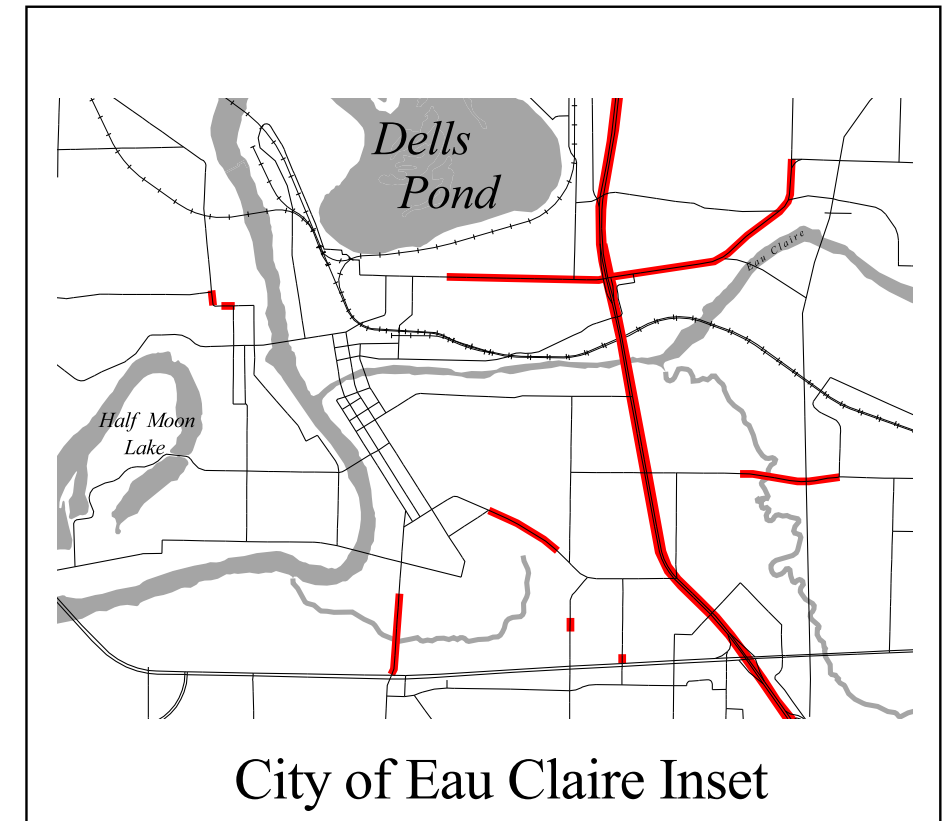 Dells
Pond
Eau Claire
Half Moon
Lake
City of Eau Claire Inset